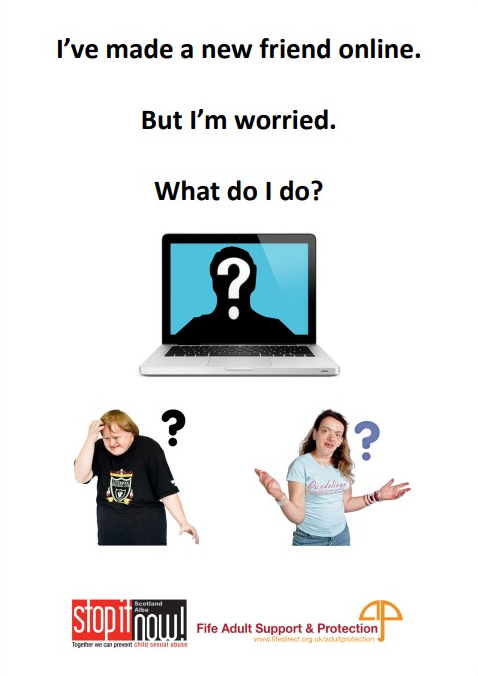 I’ve made a new friend online.
But I’m worried.
What do I do?
?
?
?
Dandelions
stop it now!
Scotland
Alba
Together we can prevent child sexual abuse
Fife Adult Support & Protection
www.fifedirect.org.uk/adultprotection